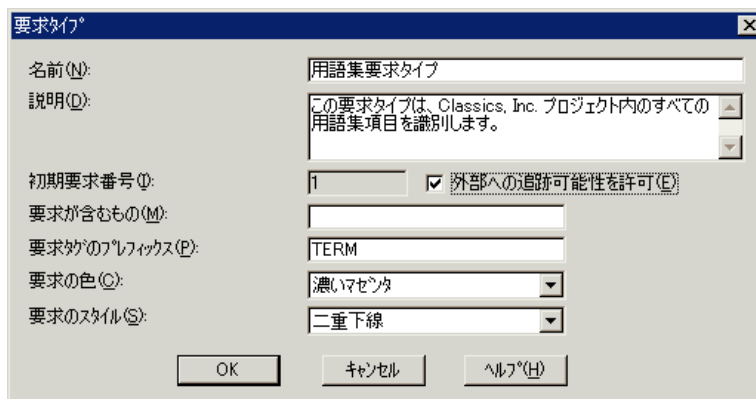 要求ﾀｲﾌﾟ
名前(N): 用語集要求タイプ
説明(D): この要求タイプは、Classics, Inc. プロジェクト内のすべての
用語集項目を識別します。
初期要求番号(I): 1 外部への追跡可能性を許可(E)
要求が含むもの(M):
要求ﾀｸﾞのﾌﾟﾚﾌｨｯｸｽ(P): TERM
要求の色(C): 濃いﾏｾﾞﾝﾀ
要求のｽﾀｲﾙ(S): 二重下線
OK ｷｬﾝｾﾙ ﾍﾙﾌﾟ(H)